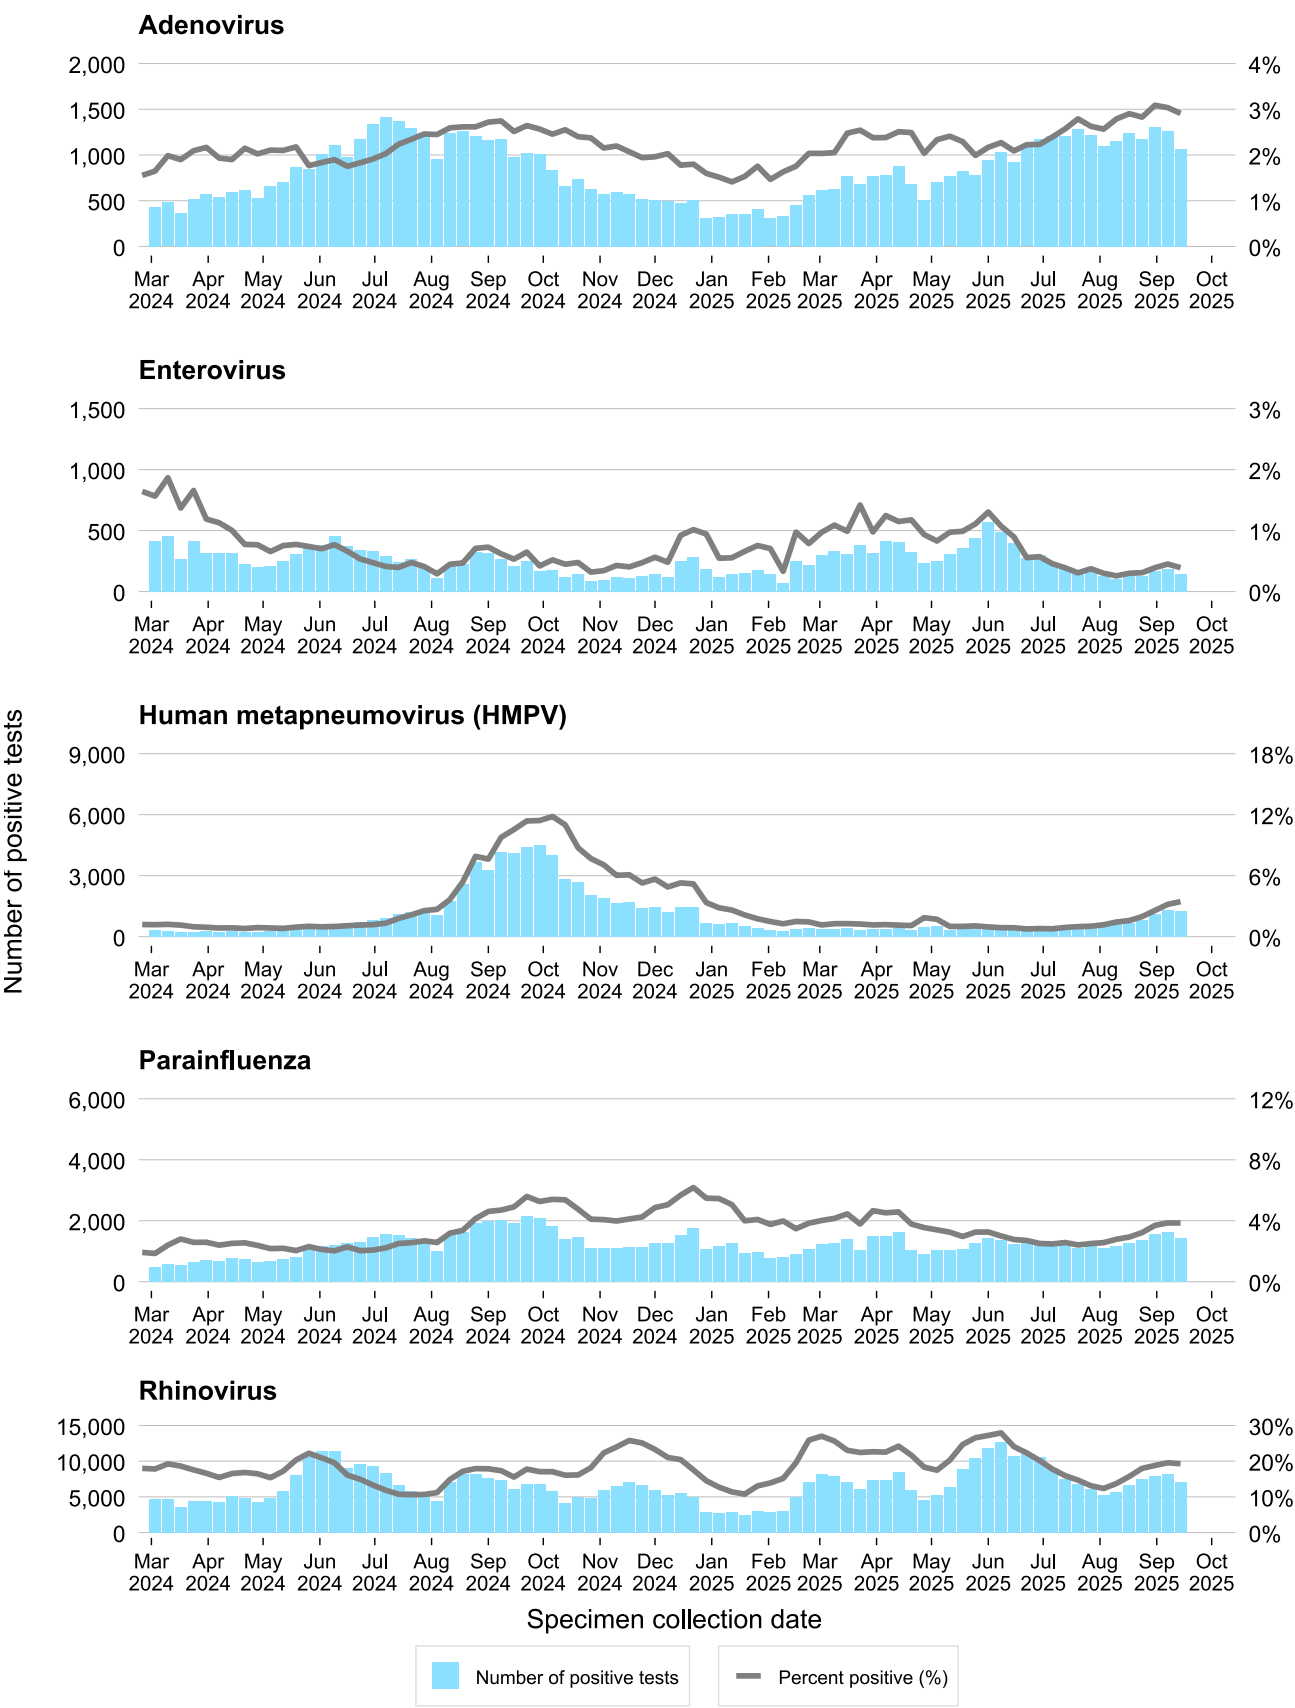 Adenovirus
2,000 4%
1,500 3%
1,000 2%
500 1%
0 0%
Mar Apr May Jun Jul Aug Sep Oct Nov Dec Jan Feb Mar Apr May Jun Jul Aug Sep Oct
2024 2024 2024 2024 2024 2024 2024 2024 2024 2024 2025 2025 2025 2025 2025 2025 2025 2025 2025 2025
Enterovirus
1,500 3%
1,000 2%
500 1%
0 0%
Mar Apr May Jun Jul Aug Sep Oct Nov Dec Jan Feb Mar Apr May Jun Jul Aug Sep Oct
2024 2024 2024 2024 2024 2024 2024 2024 2024 2024 2025 2025 2025 2025 2025 2025 2025 2025 2025 2025
Number of positive tests
Human metapneumovirus (HMPV)
9,000 18%
6,000 12%
3,000 6%
0 0%
Mar Apr May Jun Jul Aug Sep Oct Nov Dec Jan Feb Mar Apr May Jun Jul Aug Sep Oct
2024 2024 2024 2024 2024 2024 2024 2024 2024 2024 2025 2025 2025 2025 2025 2025 2025 2025 2025 2025
Parainfluenza
6,000 12%
4,000 8%
2,000 4%
0 0%
Mar Apr May Jun Jul Aug Sep Oct Nov Dec Jan Feb Mar Apr May Jun Jul Aug Sep Oct
2024 2024 2024 2024 2024 2024 2024 2024 2024 2024 2025 2025 2025 2025 2025 2025 2025 2025 2025 2025
Rhinovirus
15,000 30%
10,000 20%
5,000 10%
0 0%
Mar Apr May Jun Jul Aug Sep Oct Nov Dec Jan Feb Mar Apr May Jun Jul Aug Sep Oct
2024 2024 2024 2024 2024 2024 2024 2024 2024 2024 2025 2025 2025 2025 2025 2025 2025 2025 2025 2025
Specimen collection date
Number of positive tests Percent positive (%)